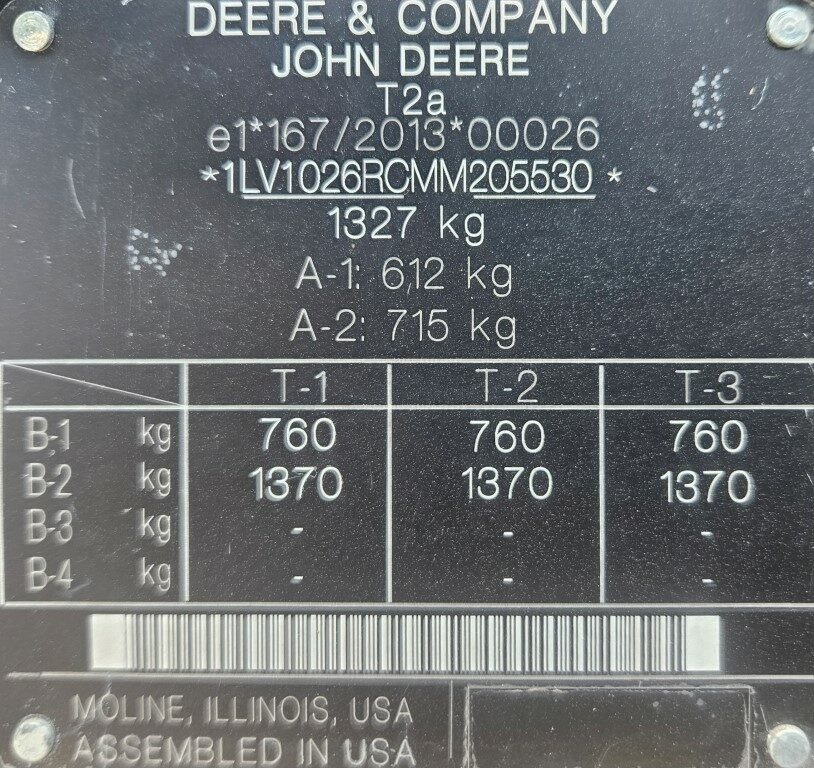 DEERE & COMPANY
JOHN DEERE
T2a
e1*167/2013*00026
*1LV1026RCMM205530*
1327 kg
A-1: 612 kg
A-2: 715 kg
T-1 T-2 T-3
B-1 kg 760 760 760
B-2 kg 1370 1370 1370
B-3 kg - - -
B-4 kg - - -
MOLINE, ILLINOIS, USA
ASSEMBLED IN USA